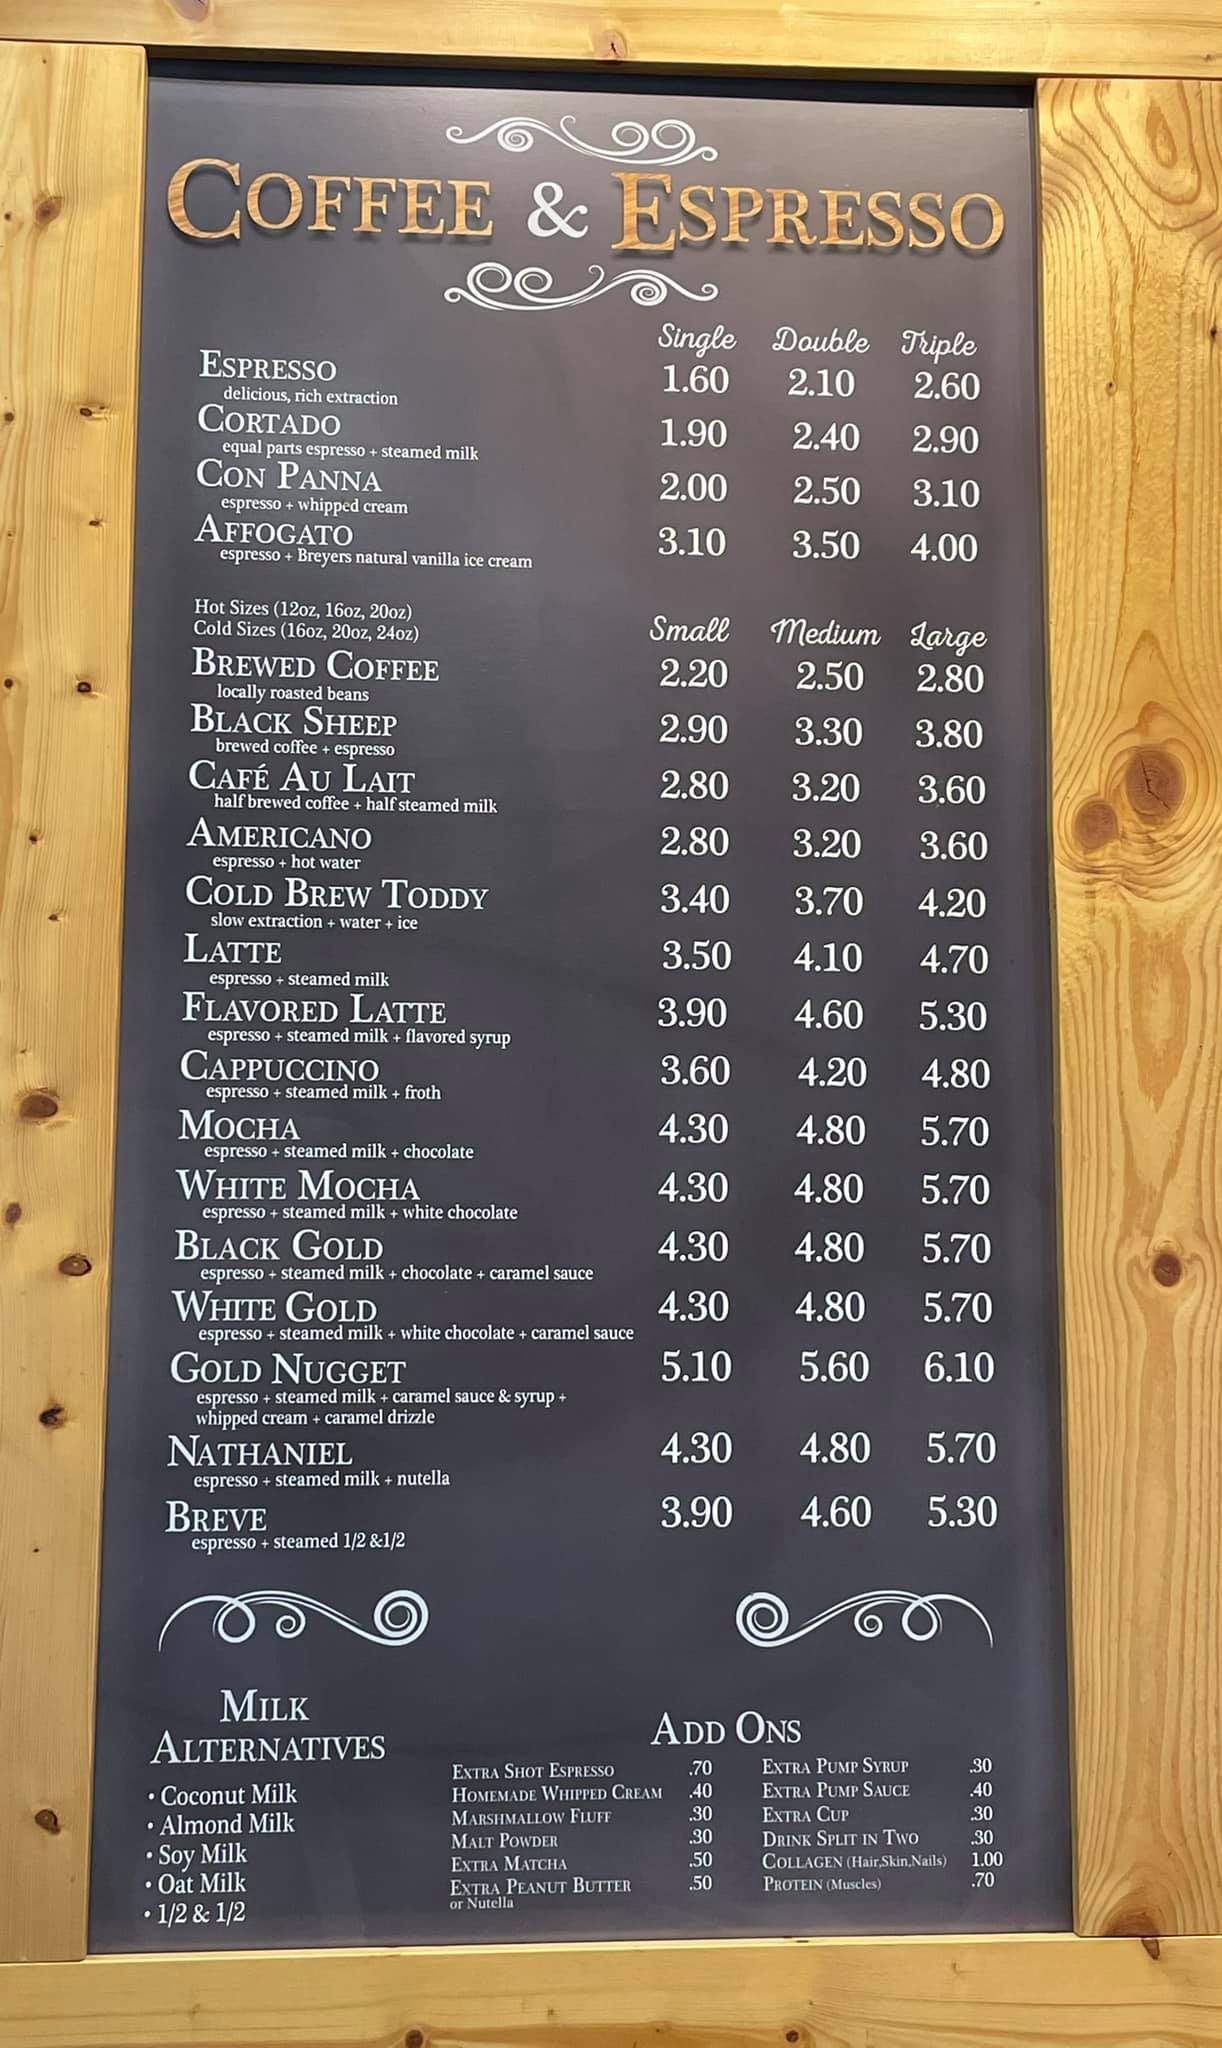 COFFEE & ESPRESSO
Single Double Triple
ESPRESSO 1.60 2.10 2.60
delicious, rich extraction
CORTADO 1.90 2.40 2.90
equal parts espresso + steamed milk
CON PANNA 2.00 2.50 3.10
espresso + whipped cream
AFFOGATO 3.10 3.50 4.00
espresso + Breyers natural vanilla ice cream
Hot Sizes (12oz, 16oz, 20oz)
Cold Sizes (16oz, 20oz, 24oz) Small Medium Large
BREWED COFFEE 2.20 2.50 2.80
locally roasted beans
BLACK SHEEP 2.90 3.30 3.80
brewed coffee + espresso
CAFÉ AU LAIT 2.80 3.20 3.60
half brewed coffee + half steamed milk
AMERICANO 2.80 3.20 3.60
espresso + hot water
COLD BREW TODDY 3.40 3.70 4.20
slow extraction + water + ice
LATTE 3.50 4.10 4.70
espresso + steamed milk
FLAVORED LATTE 3.90 4.60 5.30
espresso + steamed milk + flavored syrup
CAPPUCCINO 3.60 4.20 4.80
espresso + steamed milk + froth
MOCHA 4.30 4.80 5.70
espresso + steamed milk + chocolate
WHITE MOCHA 4.30 4.80 5.70
espresso + steamed milk + white chocolate
BLACK GOLD 4.30 4.80 5.70
espresso + steamed milk + chocolate + caramel sauce
WHITE GOLD 4.30 4.80 5.70
espresso + steamed milk + white chocolate + caramel sauce
GOLD NUGGET 5.10 5.60 6.10
espresso + steamed milk + caramel sauce & syrup +
whipped cream + caramel drizzle
NATHANIEL 4.30 4.80 5.70
espresso + steamed milk + nutella
BREVE 3.90 4.60 5.30
espresso + steamed 1/2 &1/2
MILK
ALTERNATIVES
• Coconut Milk
• Almond Milk
• Soy Milk
• Oat Milk
• 1/2 & 1/2
ADD ONS
EXTRA SHOT ESPRESSO .70
HOMEMADE WHIPPED CREAM .40
MARSHMALLOW FLUFF .30
MALT POWDER .30
EXTRA MATCHA .50
EXTRA PEANUT BUTTER .50
or Nutella
EXTRA PUMP SYRUP .30
EXTRA PUMP SAUCE .40
EXTRA CUP .30
DRINK SPLIT IN TWO .30
COLLAGEN (Hair,Skin,Nails) 1.00
PROTEIN (Muscles) .70